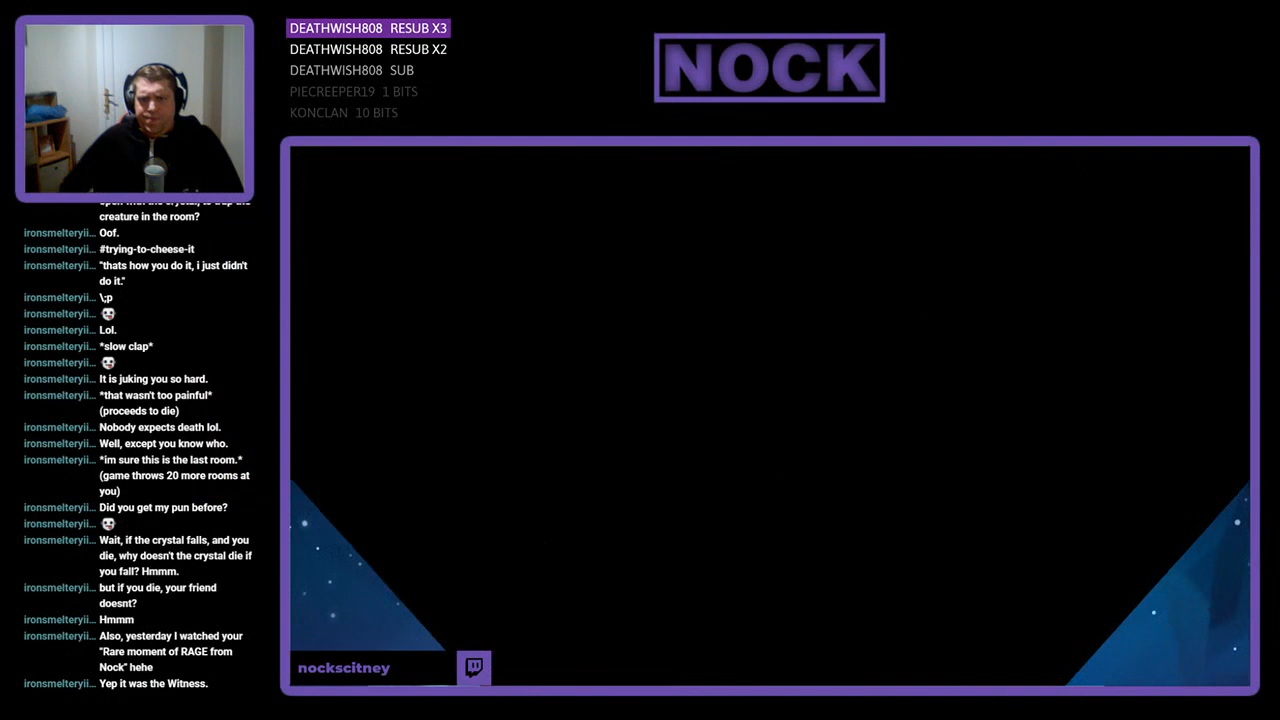 DEATHWISH808 RESUB X3
DEATHWISH808 RESUB X2
DEATHWISH808 SUB
PIECREEPER19 1 BITS
KONCLAN 10 BITS
NOCK
creature in the room?
ironsmelteryii... Oof.
ironsmelteryii... #trying-to-cheese-it
ironsmelteryii... "thats how you do it, i just didn't
do it."
ironsmelteryii... \;p
ironsmelteryii...
ironsmelteryii... Lol.
ironsmelteryii... *slow clap*
ironsmelteryii...
ironsmelteryii... It is juking you so hard.
ironsmelteryii... *that wasn't too painful*
(proceeds to die)
ironsmelteryii... Nobody expects death lol.
ironsmelteryii... Well, except you know who.
ironsmelteryii... *im sure this is the last room.*
(game throws 20 more rooms at
you)
ironsmelteryii... Did you get my pun before?
ironsmelteryii...
ironsmelteryii... Wait, if the crystal falls, and you
die, why doesn't the crystal die if
you fall? Hmmm.
ironsmelteryii... but if you die, your friend
doesnt?
ironsmelteryii... Hmmm
ironsmelteryii... Also, yesterday I watched your
"Rare moment of RAGE from
Nock" hehe
ironsmelteryii... Yep it was the Witness.
nockscitney